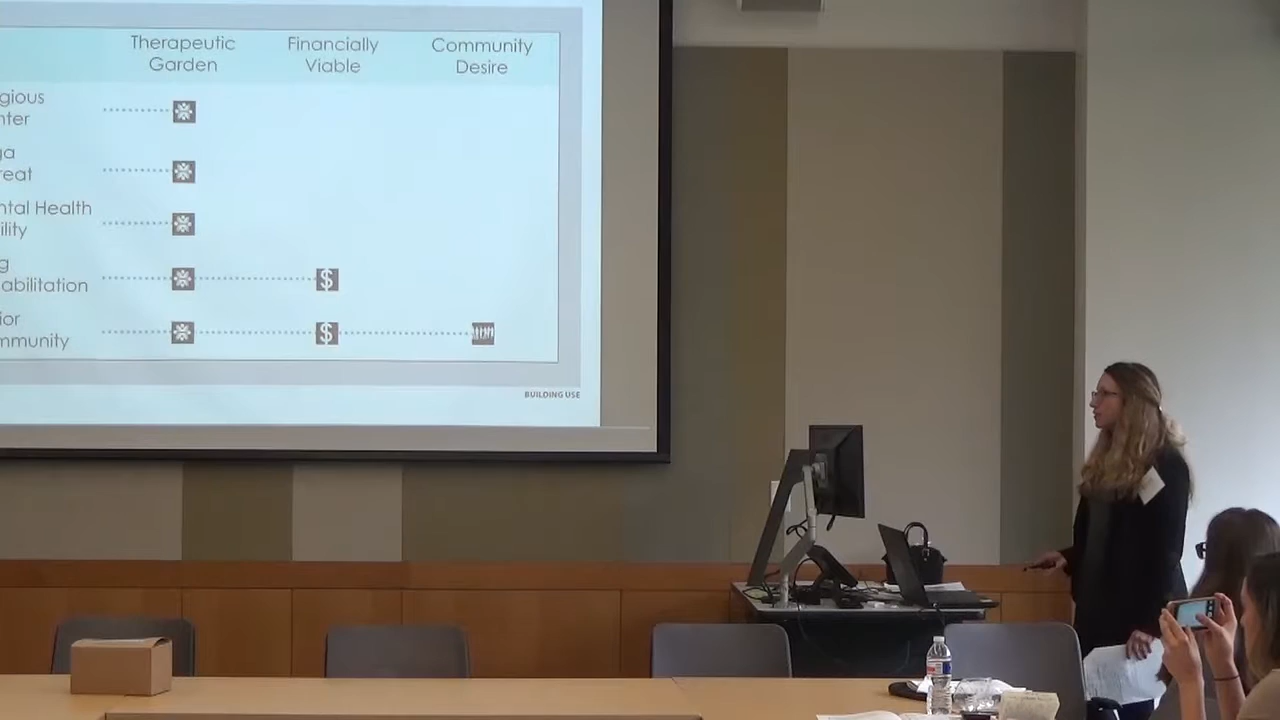 Therapeutic Financially Community
Garden Viable Desire
gious
nter
ga
reat
ntal Health
ility
g
abilitation
$
ior
mmunity
$
BUILDING USE